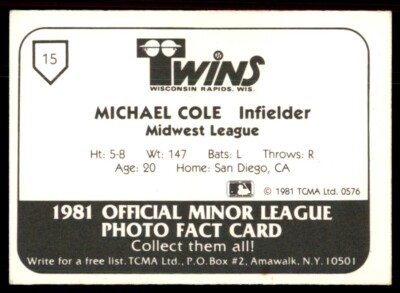 15
TWINS
WISCONSIN RAPIDS, WIS.
MICHAEL COLE Infielder
Midwest League
Ht: 5-8 Wt: 147 Bats: L Throws: R
Age: 20 Home: San Diego, CA
© 1981 TCMA Ltd. 0576
1981 OFFICIAL MINOR LEAGUE
PHOTO FACT CARD
Collect them all!
Write for a free list. TCMA Ltd., P.O. Box #2, Amawalk, N.Y. 10501